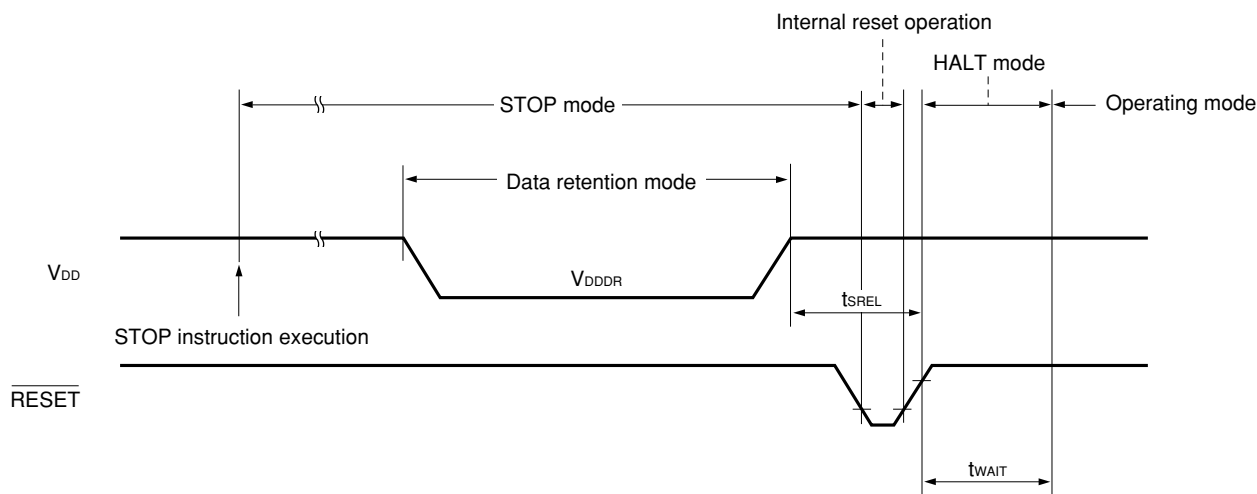 Internal reset operation
HALT mode
STOP mode
Operating mode
Data retention mode
VDD
VDDDR
tSREL
STOP instruction execution
RESET
tWAIT